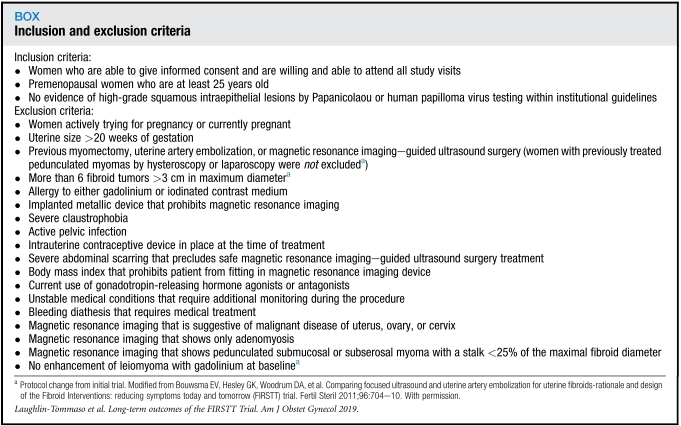 BOX
Inclusion and exclusion criteria
Inclusion criteria:
● Women who are able to give informed consent and are willing and able to attend all study visits
● Premenopausal women who are at least 25 years old
● No evidence of high-grade squamous intraepithelial lesions by Papanicolaou or human papilloma virus testing within institutional guidelines
Exclusion criteria:
● Women actively trying for pregnancy or currently pregnant
● Uterine size >20 weeks of gestation
● Previous myomectomy, uterine artery embolization, or magnetic resonance imaging–guided ultrasound surgery (women with previously treated
pedunculated myomas by hysteroscopy or laparoscopy were not excludedᵃ)
● More than 6 fibroid tumors >3 cm in maximum diameterᵃ
● Allergy to either gadolinium or iodinated contrast medium
● Implanted metallic device that prohibits magnetic resonance imaging
● Severe claustrophobia
● Active pelvic infection
● Intrauterine contraceptive device in place at the time of treatment
● Severe abdominal scarring that precludes safe magnetic resonance imaging–guided ultrasound surgery treatment
● Body mass index that prohibits patient from fitting in magnetic resonance imaging device
● Current use of gonadotropin-releasing hormone agonists or antagonists
● Unstable medical conditions that require additional monitoring during the procedure
● Bleeding diathesis that requires medical treatment
● Magnetic resonance imaging that is suggestive of malignant disease of uterus, ovary, or cervix
● Magnetic resonance imaging that shows only adenomyosis
● Magnetic resonance imaging that shows pedunculated submucosal or subserosal myoma with a stalk <25% of the maximal fibroid diameter
● No enhancement of leiomyoma with gadolinium at baselineᵃ
ᵃ Protocol change from initial trial. Modified from Bouwsma EV, Hesley GK, Woodrum DA, et al. Comparing focused ultrasound and uterine artery embolization for uterine fibroids-rationale and design
of the Fibroid Interventions: reducing symptoms today and tomorrow (FIRSTT) trial. Fertil Steril 2011;96:704–10. With permission.
Laughlin-Tommaso et al. Long-term outcomes of the FIRSTT Trial. Am J Obstet Gynecol 2019.